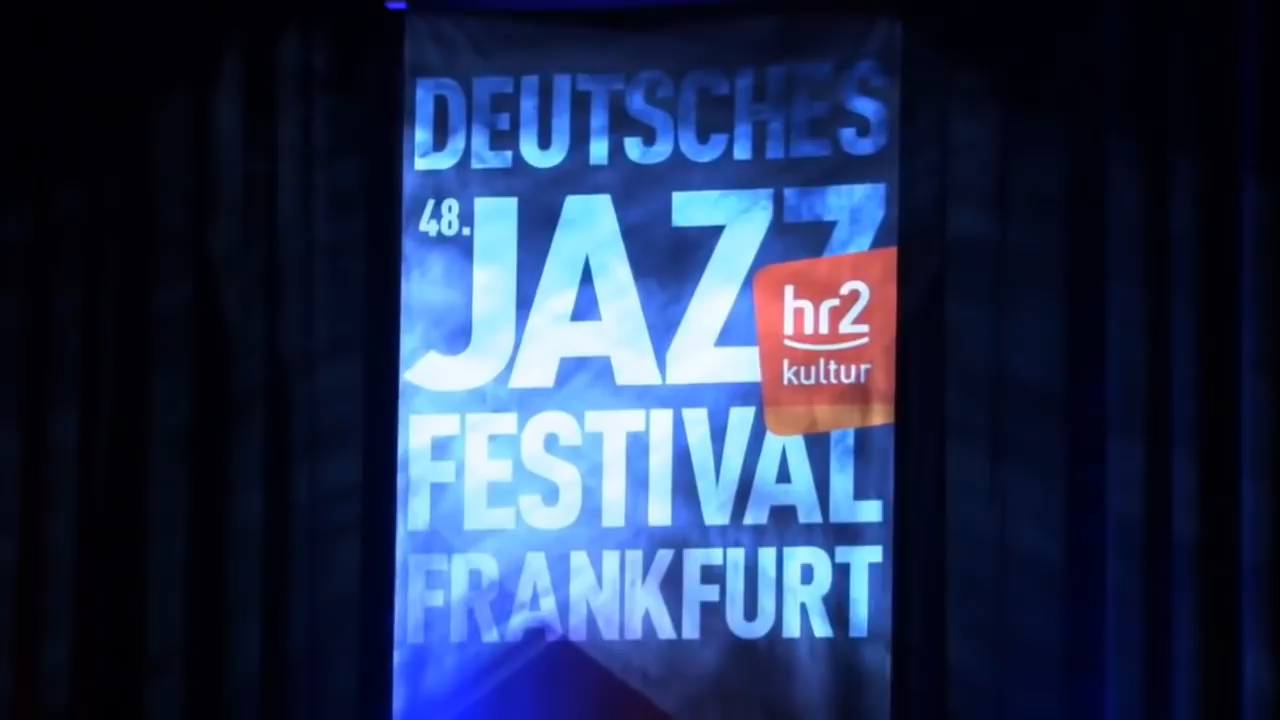 DEUTSCHES
48.
JAZZ
hr2
kultur
FESTIVAL
FRANKFURT